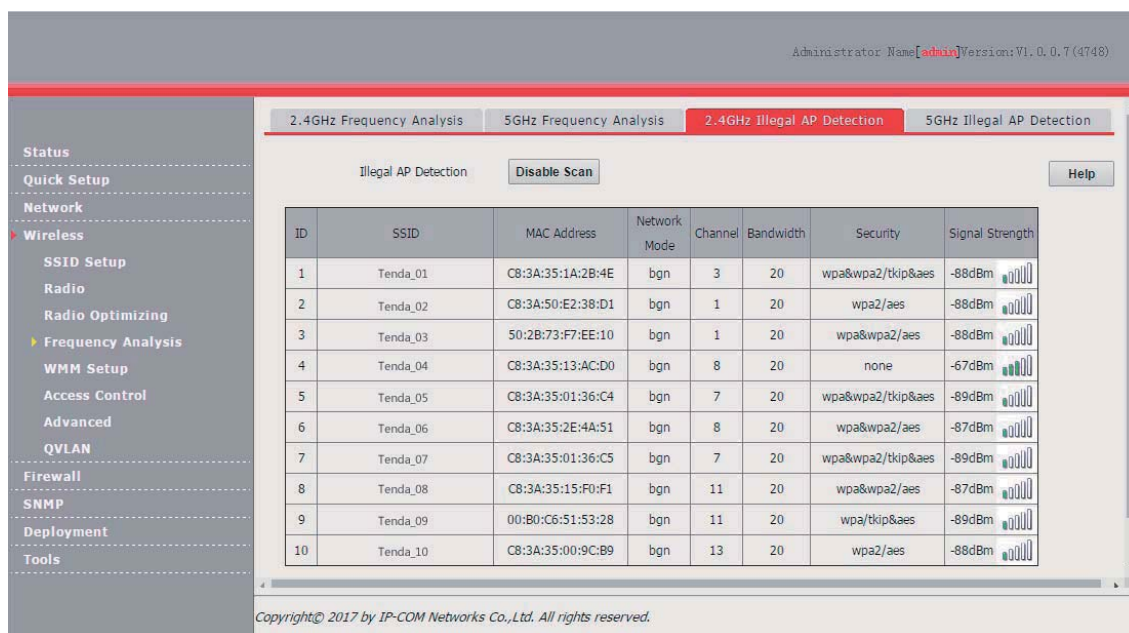 Administrator Name[admin]Version:V1.0.0.7(4748)
2.4GHz Frequency Analysis 5GHz Frequency Analysis 2.4GHz Illegal AP Detection 5GHz Illegal AP Detection
Status
Quick Setup
Network
Wireless
SSID Setup
Radio
Radio Optimizing
Frequency Analysis
WMM Setup
Access Control
Advanced
QVLAN
Firewall
SNMP
Deployment
Tools
Illegal AP Detection Disable Scan Help
ID SSID MAC Address Network Mode Channel Bandwidth Security Signal Strength
1 Tenda_01 C8:3A:35:1A:2B:4E bgn 3 20 wpa&wpa2/tkip&aes -88dBm
2 Tenda_02 C8:3A:50:E2:38:D1 bgn 1 20 wpa2/aes -88dBm
3 Tenda_03 50:2B:73:F7:EE:10 bgn 1 20 wpa&wpa2/aes -88dBm
4 Tenda_04 C8:3A:35:13:AC:D0 bgn 8 20 none -67dBm
5 Tenda_05 C8:3A:35:01:36:C4 bgn 7 20 wpa&wpa2/tkip&aes -89dBm
6 Tenda_06 C8:3A:35:2E:4A:51 bgn 8 20 wpa&wpa2/aes -87dBm
7 Tenda_07 C8:3A:35:01:36:C5 bgn 7 20 wpa&wpa2/tkip&aes -89dBm
8 Tenda_08 C8:3A:35:15:F0:F1 bgn 11 20 wpa&wpa2/aes -87dBm
9 Tenda_09 00:B0:C6:51:53:28 bgn 11 20 wpa/tkip&aes -89dBm
10 Tenda_10 C8:3A:35:00:9C:B9 bgn 13 20 wpa2/aes -88dBm
Copyright© 2017 by IP-COM Networks Co.,Ltd. All rights reserved.